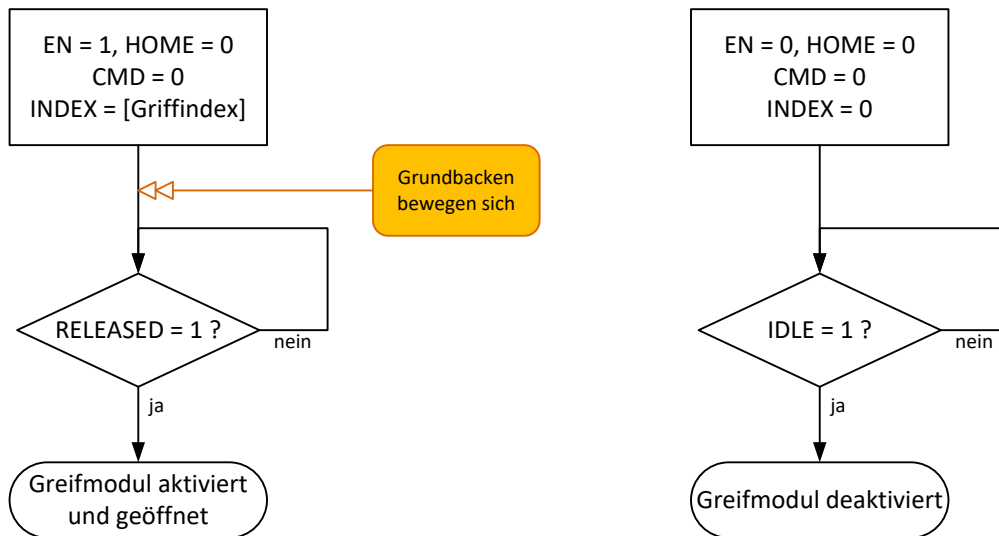 EN = 1, HOME = 0
CMD = 0
INDEX = [Griffindex]
Grundbacken
bewegen sich
RELEASED = 1 ?
nein
ja
Greifmodul aktiviert
und geöffnet
EN = 0, HOME = 0
CMD = 0
INDEX = 0
IDLE = 1 ?
nein
ja
Greifmodul deaktiviert